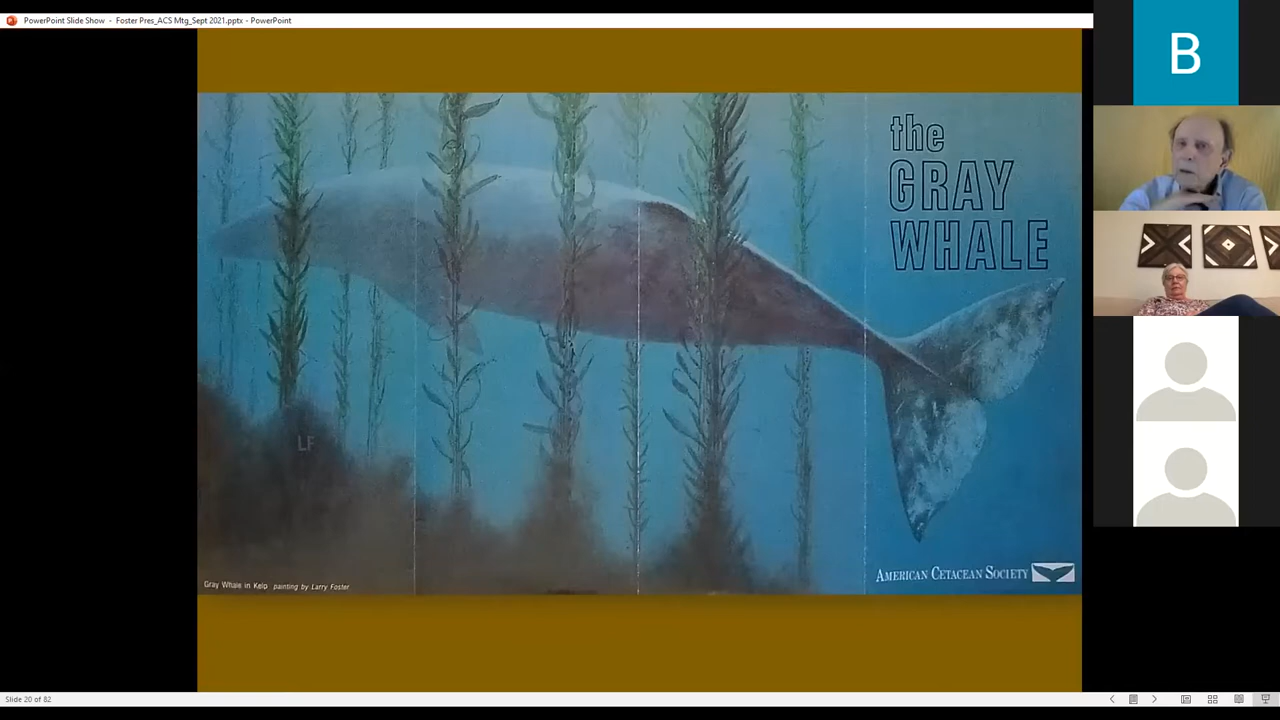 PowerPoint Slide Show - Foster Pres_ACS Mtg_Sept 2021.pptx - PowerPoint
B
the
GRAY
WHALE
LF
Gray Whale in Kelp painting by Larry Foster
AMERICAN CETACEAN SOCIETY
Slide 20 of 82